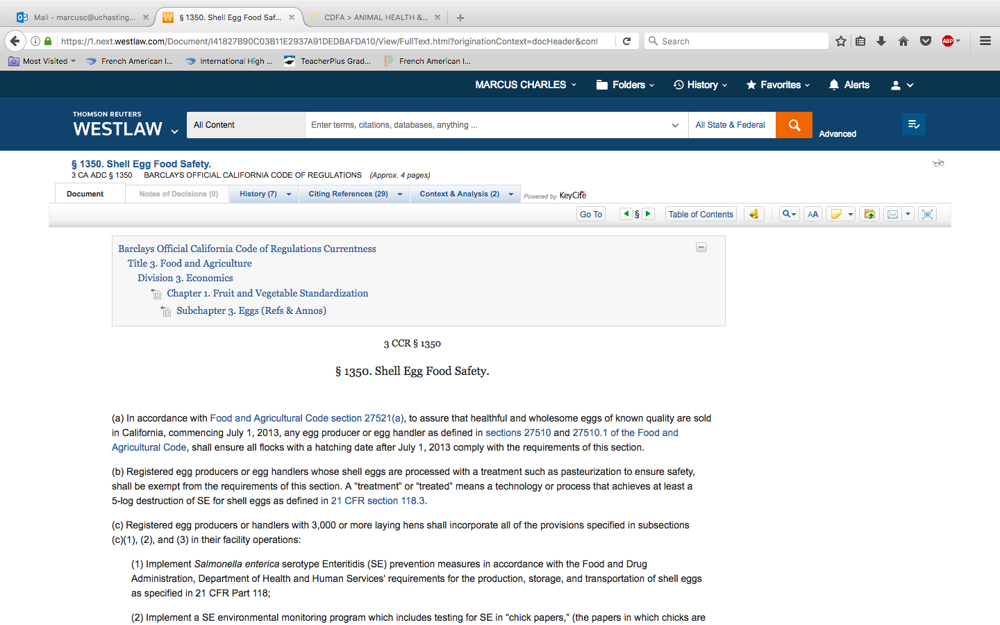 Mail - marcusc@uchasting...
§ 1350. Shell Egg Food Saf...
CDFA > ANIMAL HEALTH &...
https://1.next.westlaw.com/Document/I41827B90C03B11E2937A91DEDBAFDA10/View/FullText.html?originationContext=docHeader&cont
Search
ABP
Most Visited
French American I...
International High ...
TeacherPlus Grad...
French American I...
MARCUS CHARLES
Folders
History
Favorites
Alerts
THOMSON REUTERS
WESTLAW
All Content
Enter terms, citations, databases, anything ...
All State & Federal
Advanced
§ 1350. Shell Egg Food Safety.
3 CA ADC § 1350 BARCLAYS OFFICIAL CALIFORNIA CODE OF REGULATIONS (Approx. 4 pages)
Document
Notes of Decisions (0)
History (7)
Citing References (29)
Context & Analysis (2)
Powered by KeyCite
Go To
§
Table of Contents
AA
Barclays Official California Code of Regulations Currentness
Title 3. Food and Agriculture
Division 3. Economics
Chapter 1. Fruit and Vegetable Standardization
Subchapter 3. Eggs (Refs & Annos)
3 CCR § 1350
§ 1350. Shell Egg Food Safety.
(a) In accordance with Food and Agricultural Code section 27521(a), to assure that healthful and wholesome eggs of known quality are sold
in California, commencing July 1, 2013, any egg producer or egg handler as defined in sections 27510 and 27510.1 of the Food and
Agricultural Code, shall ensure all flocks with a hatching date after July 1, 2013 comply with the requirements of this section.
(b) Registered egg producers or egg handlers whose shell eggs are processed with a treatment such as pasteurization to ensure safety,
shall be exempt from the requirements of this section. A “treatment” or “treated” means a technology or process that achieves at least a
5-log destruction of SE for shell eggs as defined in 21 CFR section 118.3.
(c) Registered egg producers or handlers with 3,000 or more laying hens shall incorporate all of the provisions specified in subsections
(c)(1), (2), and (3) in their facility operations:
(1) Implement Salmonella enterica serotype Enteritidis (SE) prevention measures in accordance with the Food and Drug
Administration, Department of Health and Human Services' requirements for the production, storage, and transportation of shell eggs
as specified in 21 CFR Part 118;
(2) Implement a SE environmental monitoring program which includes testing for SE in “chick papers,” (the papers in which chicks are